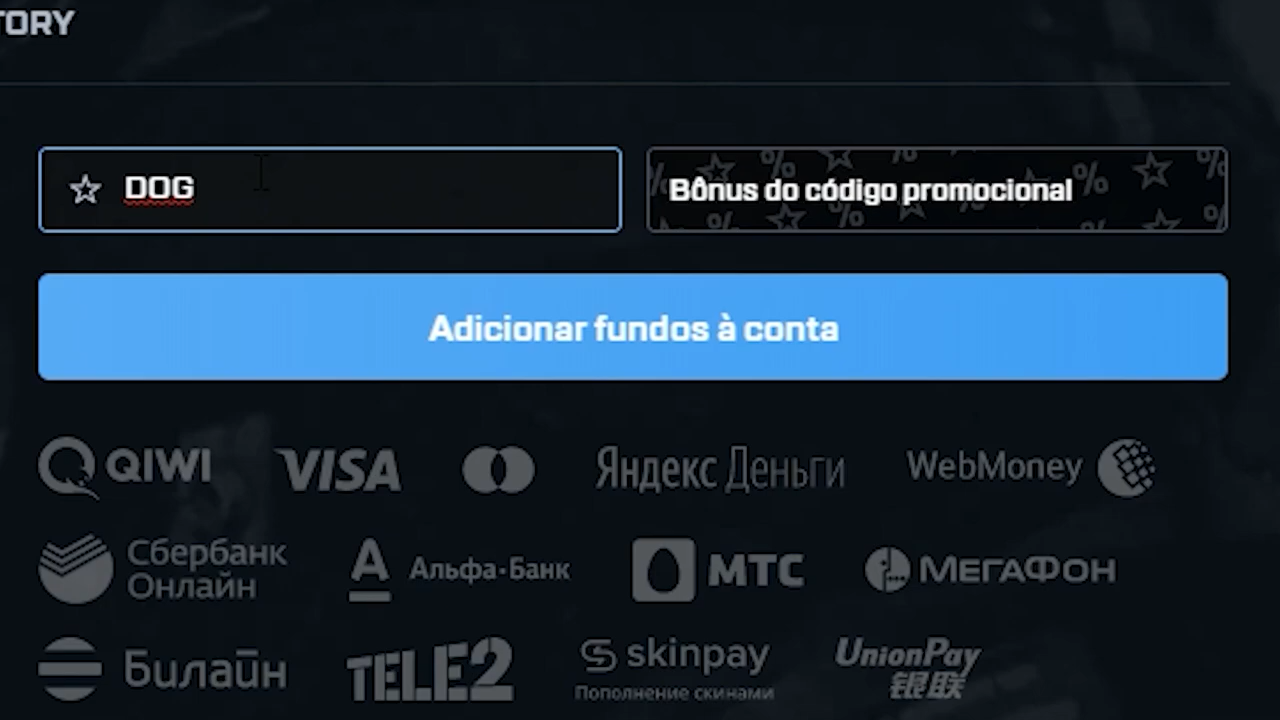 TORY
DOG
Bônus do código promocional
Adicionar fundos à conta
QIWI VISA Яндекс Деньги WebMoney
Сбербанк Онлайн
Альфа·Банк МТС МЕГАФОН
Билайн TELE2 skinpay
Пополнение скинами
UnionPay
银联